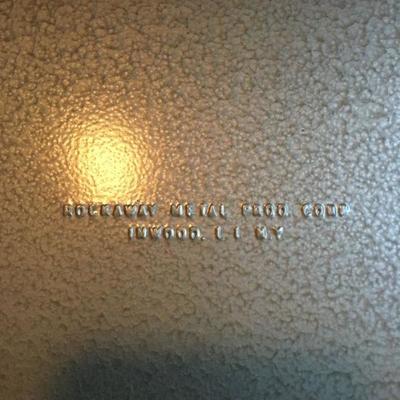 ROCKAWAY METAL PROD. CORP
INWOOD, L. I. N.Y